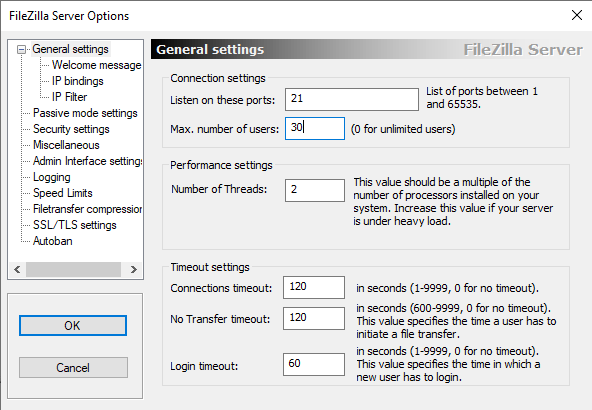 FileZilla Server Options
General settings
Welcome message
IP bindings
IP Filter
Passive mode settings
Security settings
Miscellaneous
Admin Interface settings
Logging
Speed Limits
Filetransfer compression
SSL/TLS settings
Autoban
OK
Cancel
General settings
FileZilla Server
Connection settings
Listen on these ports:
21
List of ports between 1
and 65535.
Max. number of users:
30
(0 for unlimited users)
Performance settings
Number of Threads:
2
This value should be a multiple of the
number of processors installed on your
system. Increase this value if your server
is under heavy load.
Timeout settings
Connections timeout:
120
in seconds (1-9999, 0 for no timeout).
No Transfer timeout:
120
in seconds (600-9999, 0 for no timeout).
This value specifies the time a user has to
initiate a file transfer.
Login timeout:
60
in seconds (1-9999, 0 for no timeout).
This value specifies the time in which a
new user has to login.